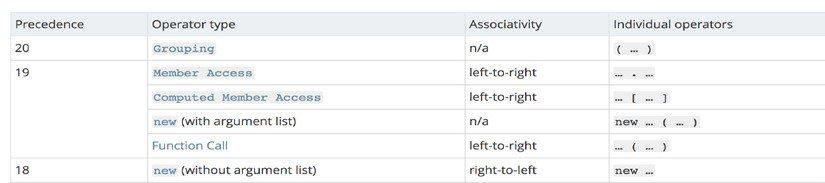 Precedence Operator type Associativity Individual operators
20 Grouping n/a ( … )
19 Member Access left-to-right … . …
Computed Member Access left-to-right … [ … ]
new (with argument list) n/a new … ( … )
Function Call left-to-right … ( … )
18 new (without argument list) right-to-left new …